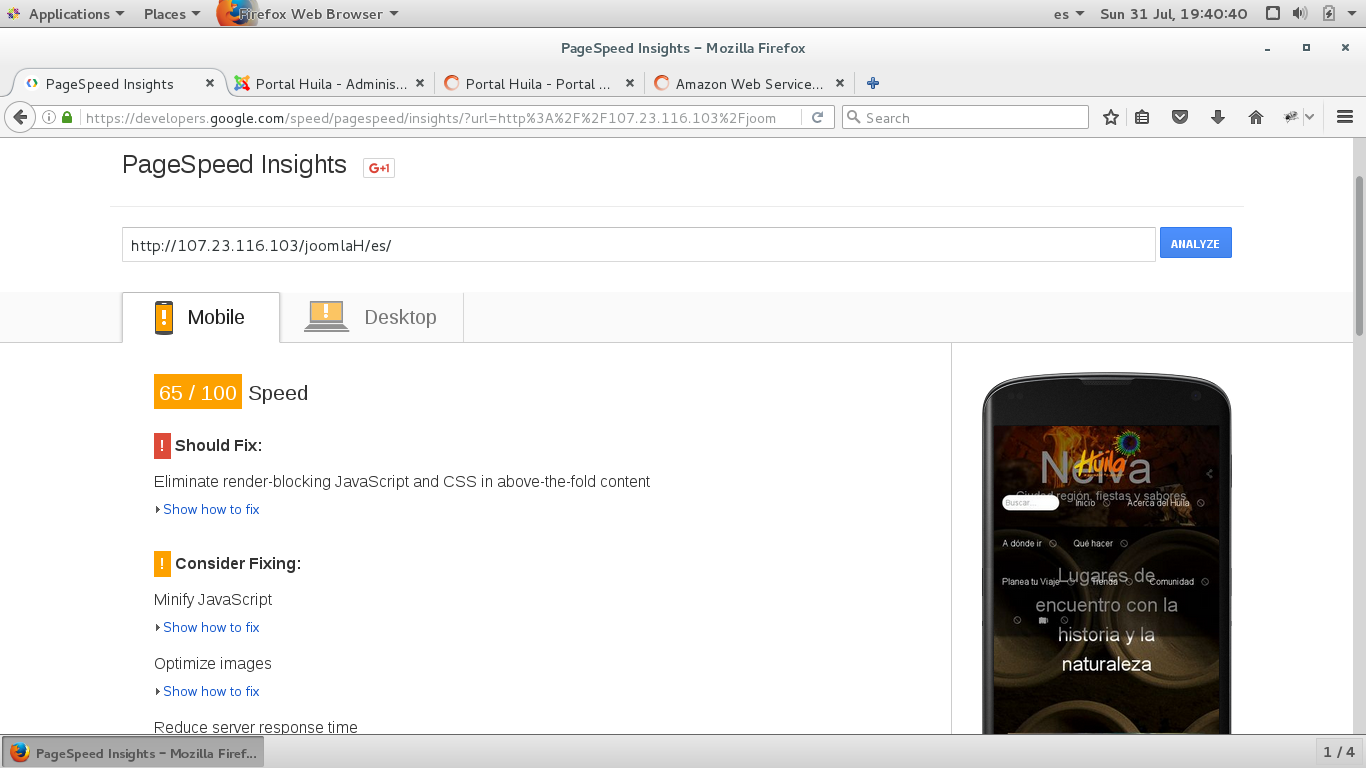 Applications Places Firefox Web Browser es Sun 31 Jul, 19:40:40
PageSpeed Insights - Mozilla Firefox
PageSpeed Insights Portal Huila - Adminis... Portal Huila - Portal ... Amazon Web Service...
https://developers.google.com/speed/pagespeed/insights/?url=http%3A%2F%2F107.23.116.103%2Fjoom Search
PageSpeed Insights G+1
http://107.23.116.103/joomlaH/es/ ANALYZE
Mobile Desktop
65 / 100 Speed
! Should Fix:
Eliminate render-blocking JavaScript and CSS in above-the-fold content
Show how to fix
! Consider Fixing:
Minify JavaScript
Show how to fix
Optimize images
Show how to fix
Reduce server response time
Huila
Neiva
Ciudad región, fiestas y sabores
Buscar... Inicio Acerca del Huila
A dónde ir Qué hacer
Lugares de
Planea tu Viaje Tienda Comunidad
encuentro con la
historia y la
naturaleza
PageSpeed Insights - Mozilla Firef... 1 / 4